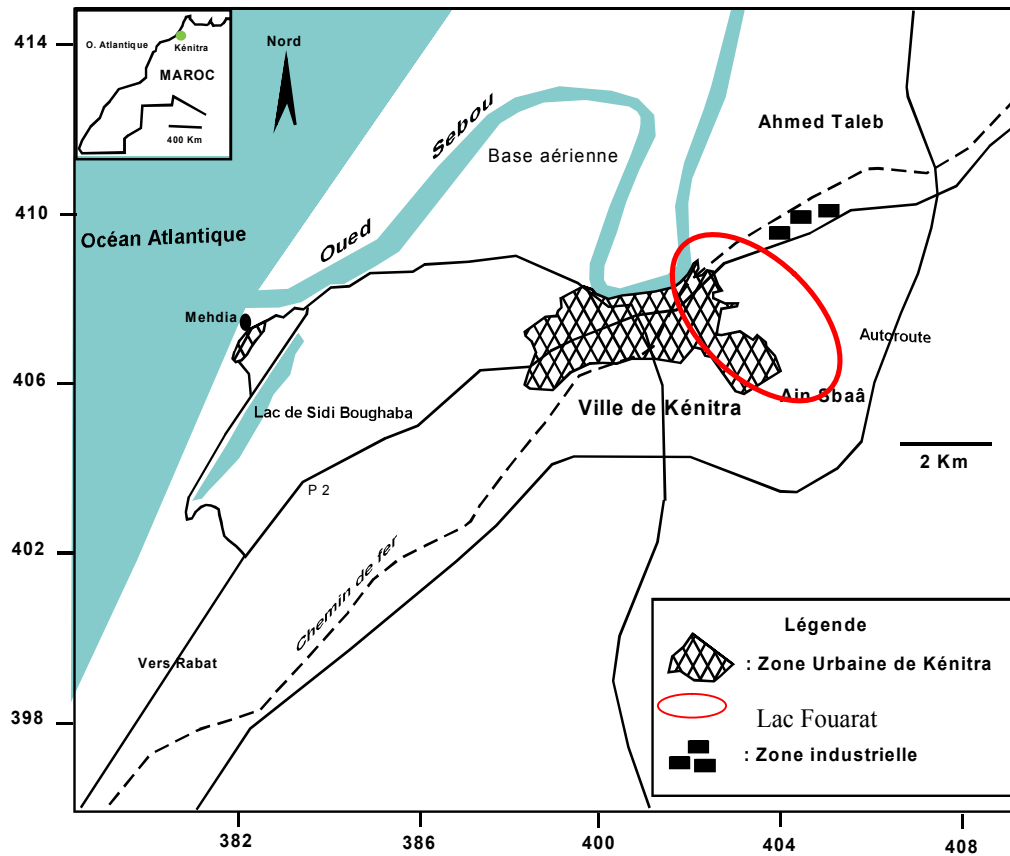 414
410
406
402
398
O. Atlantique
Kénitra
MAROC
400 Km
Nord
Oued Sebou
Base aérienne
Ahmed Taleb
Océan Atlantique
Mehdia
Autoroute
Lac de Sidi Boughaba
Ville de Kénitra
Ain Sbaâ
2 Km
P 2
Chemin de fer
Vers Rabat
Légende
: Zone Urbaine de Kénitra
Lac Fouarat
: Zone industrielle
382
386
400
404
408